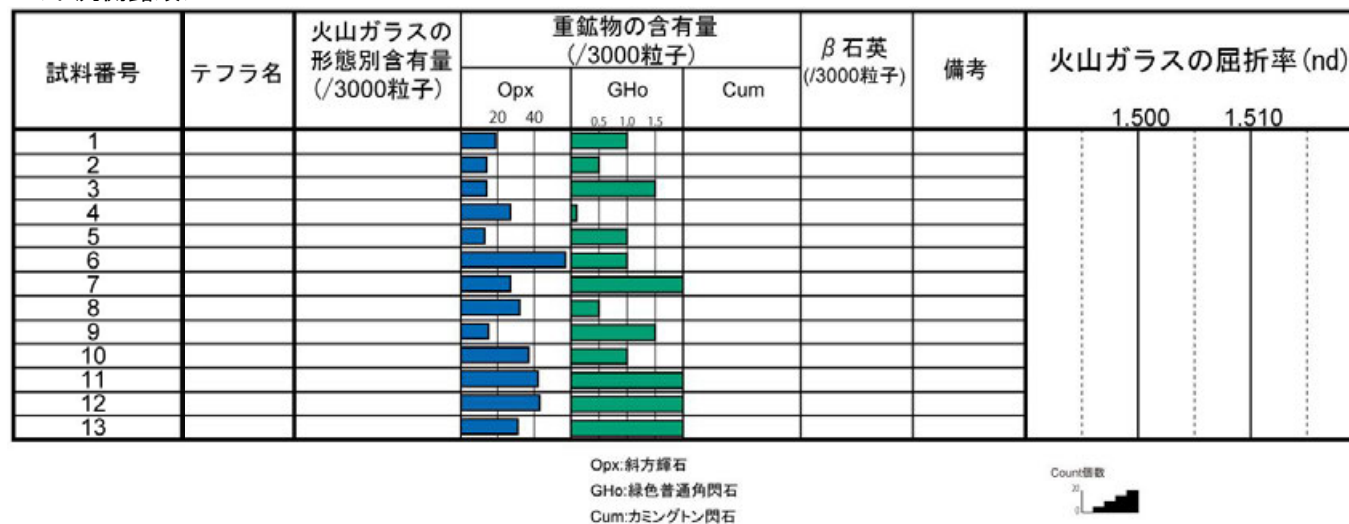 試料番号
テフラ名
火山ガラスの
形態別含有量
(/3000粒子)
重鉱物の含有量
(/3000粒子)
Opx
GHo
Cum
20 40
0.5 1.0 1.5
β石英
(/3000粒子)
備考
火山ガラスの屈折率(nd)
1.500 1.510
1
2
3
4
5
6
7
8
9
10
11
12
13
Opx:斜方輝石
GHo:緑色普通角閃石
Cum:カミングトン閃石
Count個数
20
0